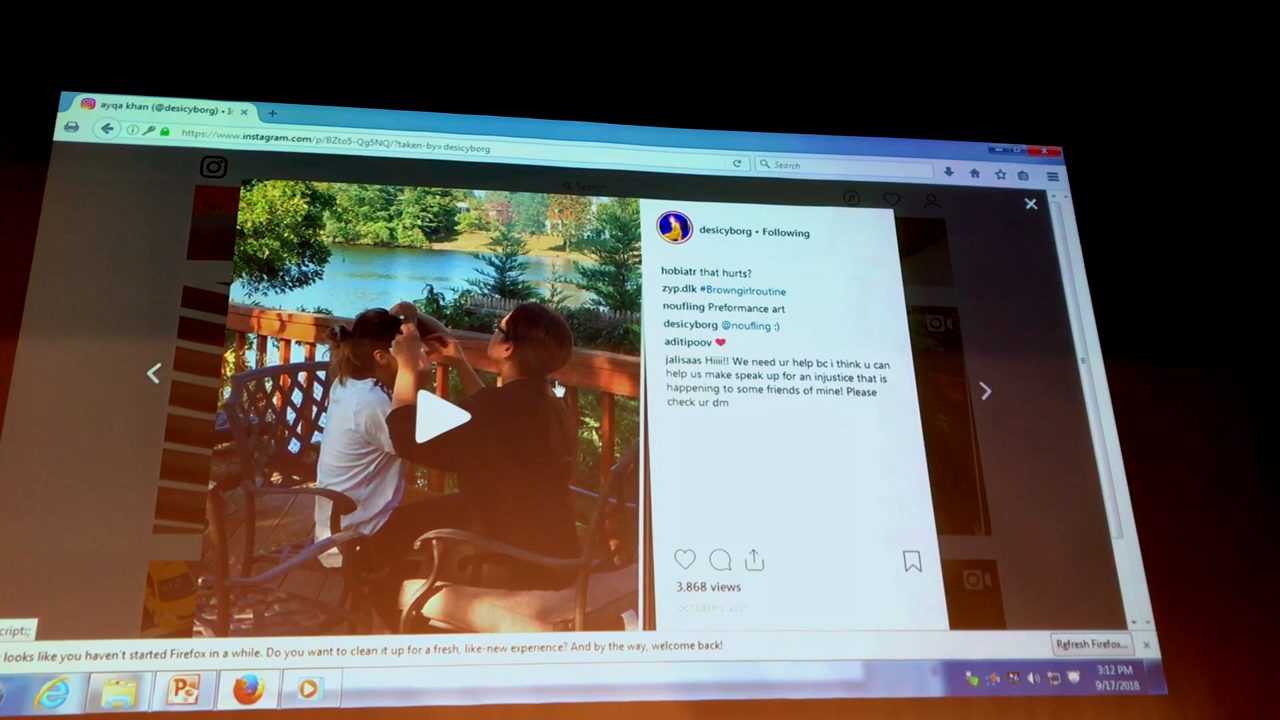 ayqa khan (@desicyborg) •
https://www.instagram.com/p/BZto5-Qg5NQ/?taken-by=desicyborg
Search
Search
desicyborg • Following
hobiatr that hurts?
zyp.dlk #Browngirlroutine
noufling Preformance art
desicyborg @noufling :)
aditipoov ❤
jalisaas Hiiii!! We need ur help bc i think u can
help us make speak up for an injustice that is
happening to some friends of mine! Please
check ur dm
3,868 views
cript:;
looks like you haven't started Firefox in a while. Do you want to clean it up for a fresh, like-new experience? And by the way, welcome back!
Refresh Firefox...
3:12 PM
9/17/2018